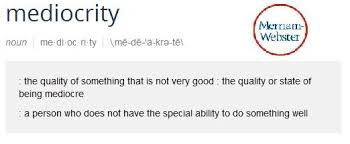 mediocrity
Merriam-
Webster
noun | me·di·oc·ri·ty | \mē-dē-ˈä-krə-tē\
: the quality of something that is not very good : the quality or state of
being mediocre
: a person who does not have the special ability to do something well